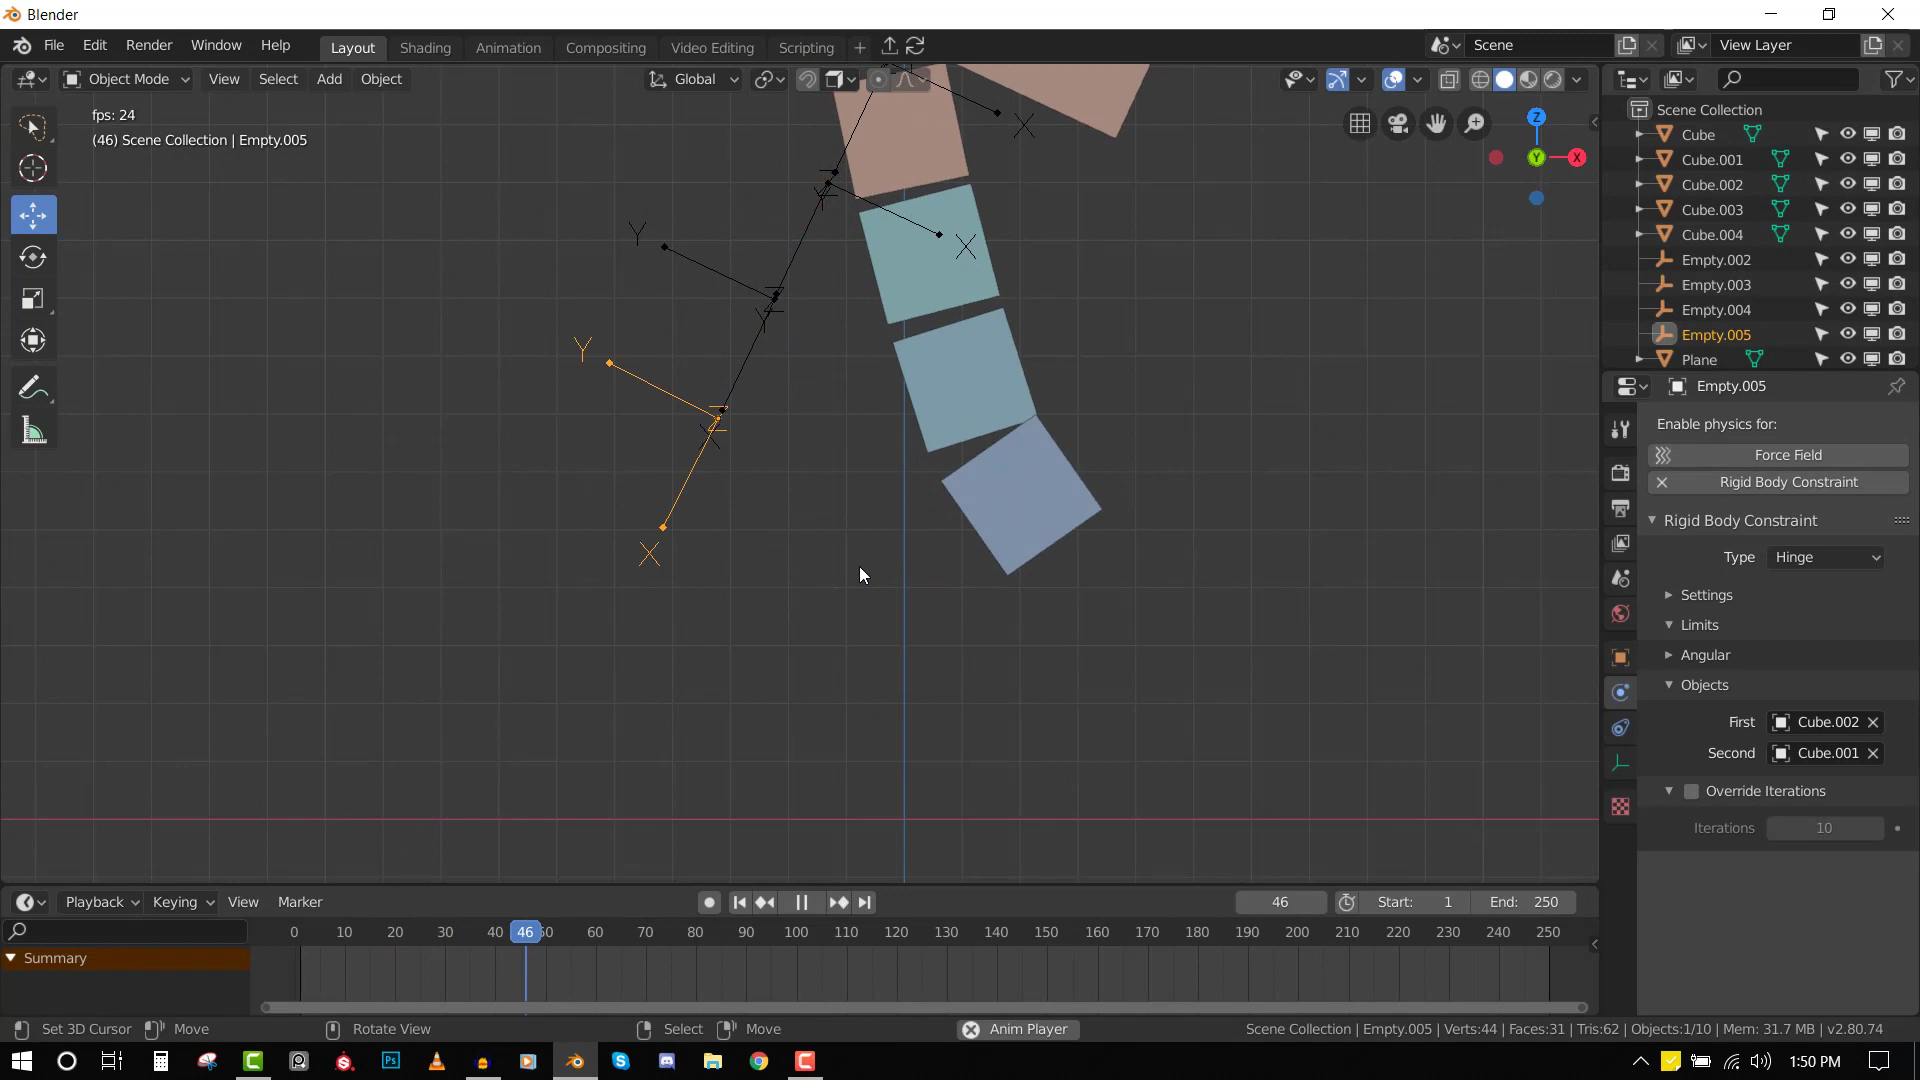 Blender
File Edit Render Window Help Layout Shading Animation Compositing Video Editing Scripting + Scene View Layer
Object Mode View Select Add Object Global
fps: 24
(46) Scene Collection | Empty.005
Z
Y
X
X
Y
X
Y
Y
Y
X
Scene Collection
Cube
Cube.001
Cube.002
Cube.003
Cube.004
Empty.002
Empty.003
Empty.004
Empty.005
Plane
Empty.005
Enable physics for:
Force Field
Rigid Body Constraint
Rigid Body Constraint
Type Hinge
Settings
Limits
Angular
Objects
First Cube.002
Second Cube.001
Override Iterations
Iterations 10
Playback Keying View Marker 46 Start: 1 End: 250
0 10 20 30 40 46 50 60 70 80 90 100 110 120 130 140 150 160 170 180 190 200 210 220 230 240 250
Summary
Set 3D Cursor Move Rotate View Select Move Anim Player Scene Collection | Empty.005 | Verts:44 | Faces:31 | Tris:62 | Objects:1/10 | Mem: 31.7 MB | v2.80.74
1:50 PM